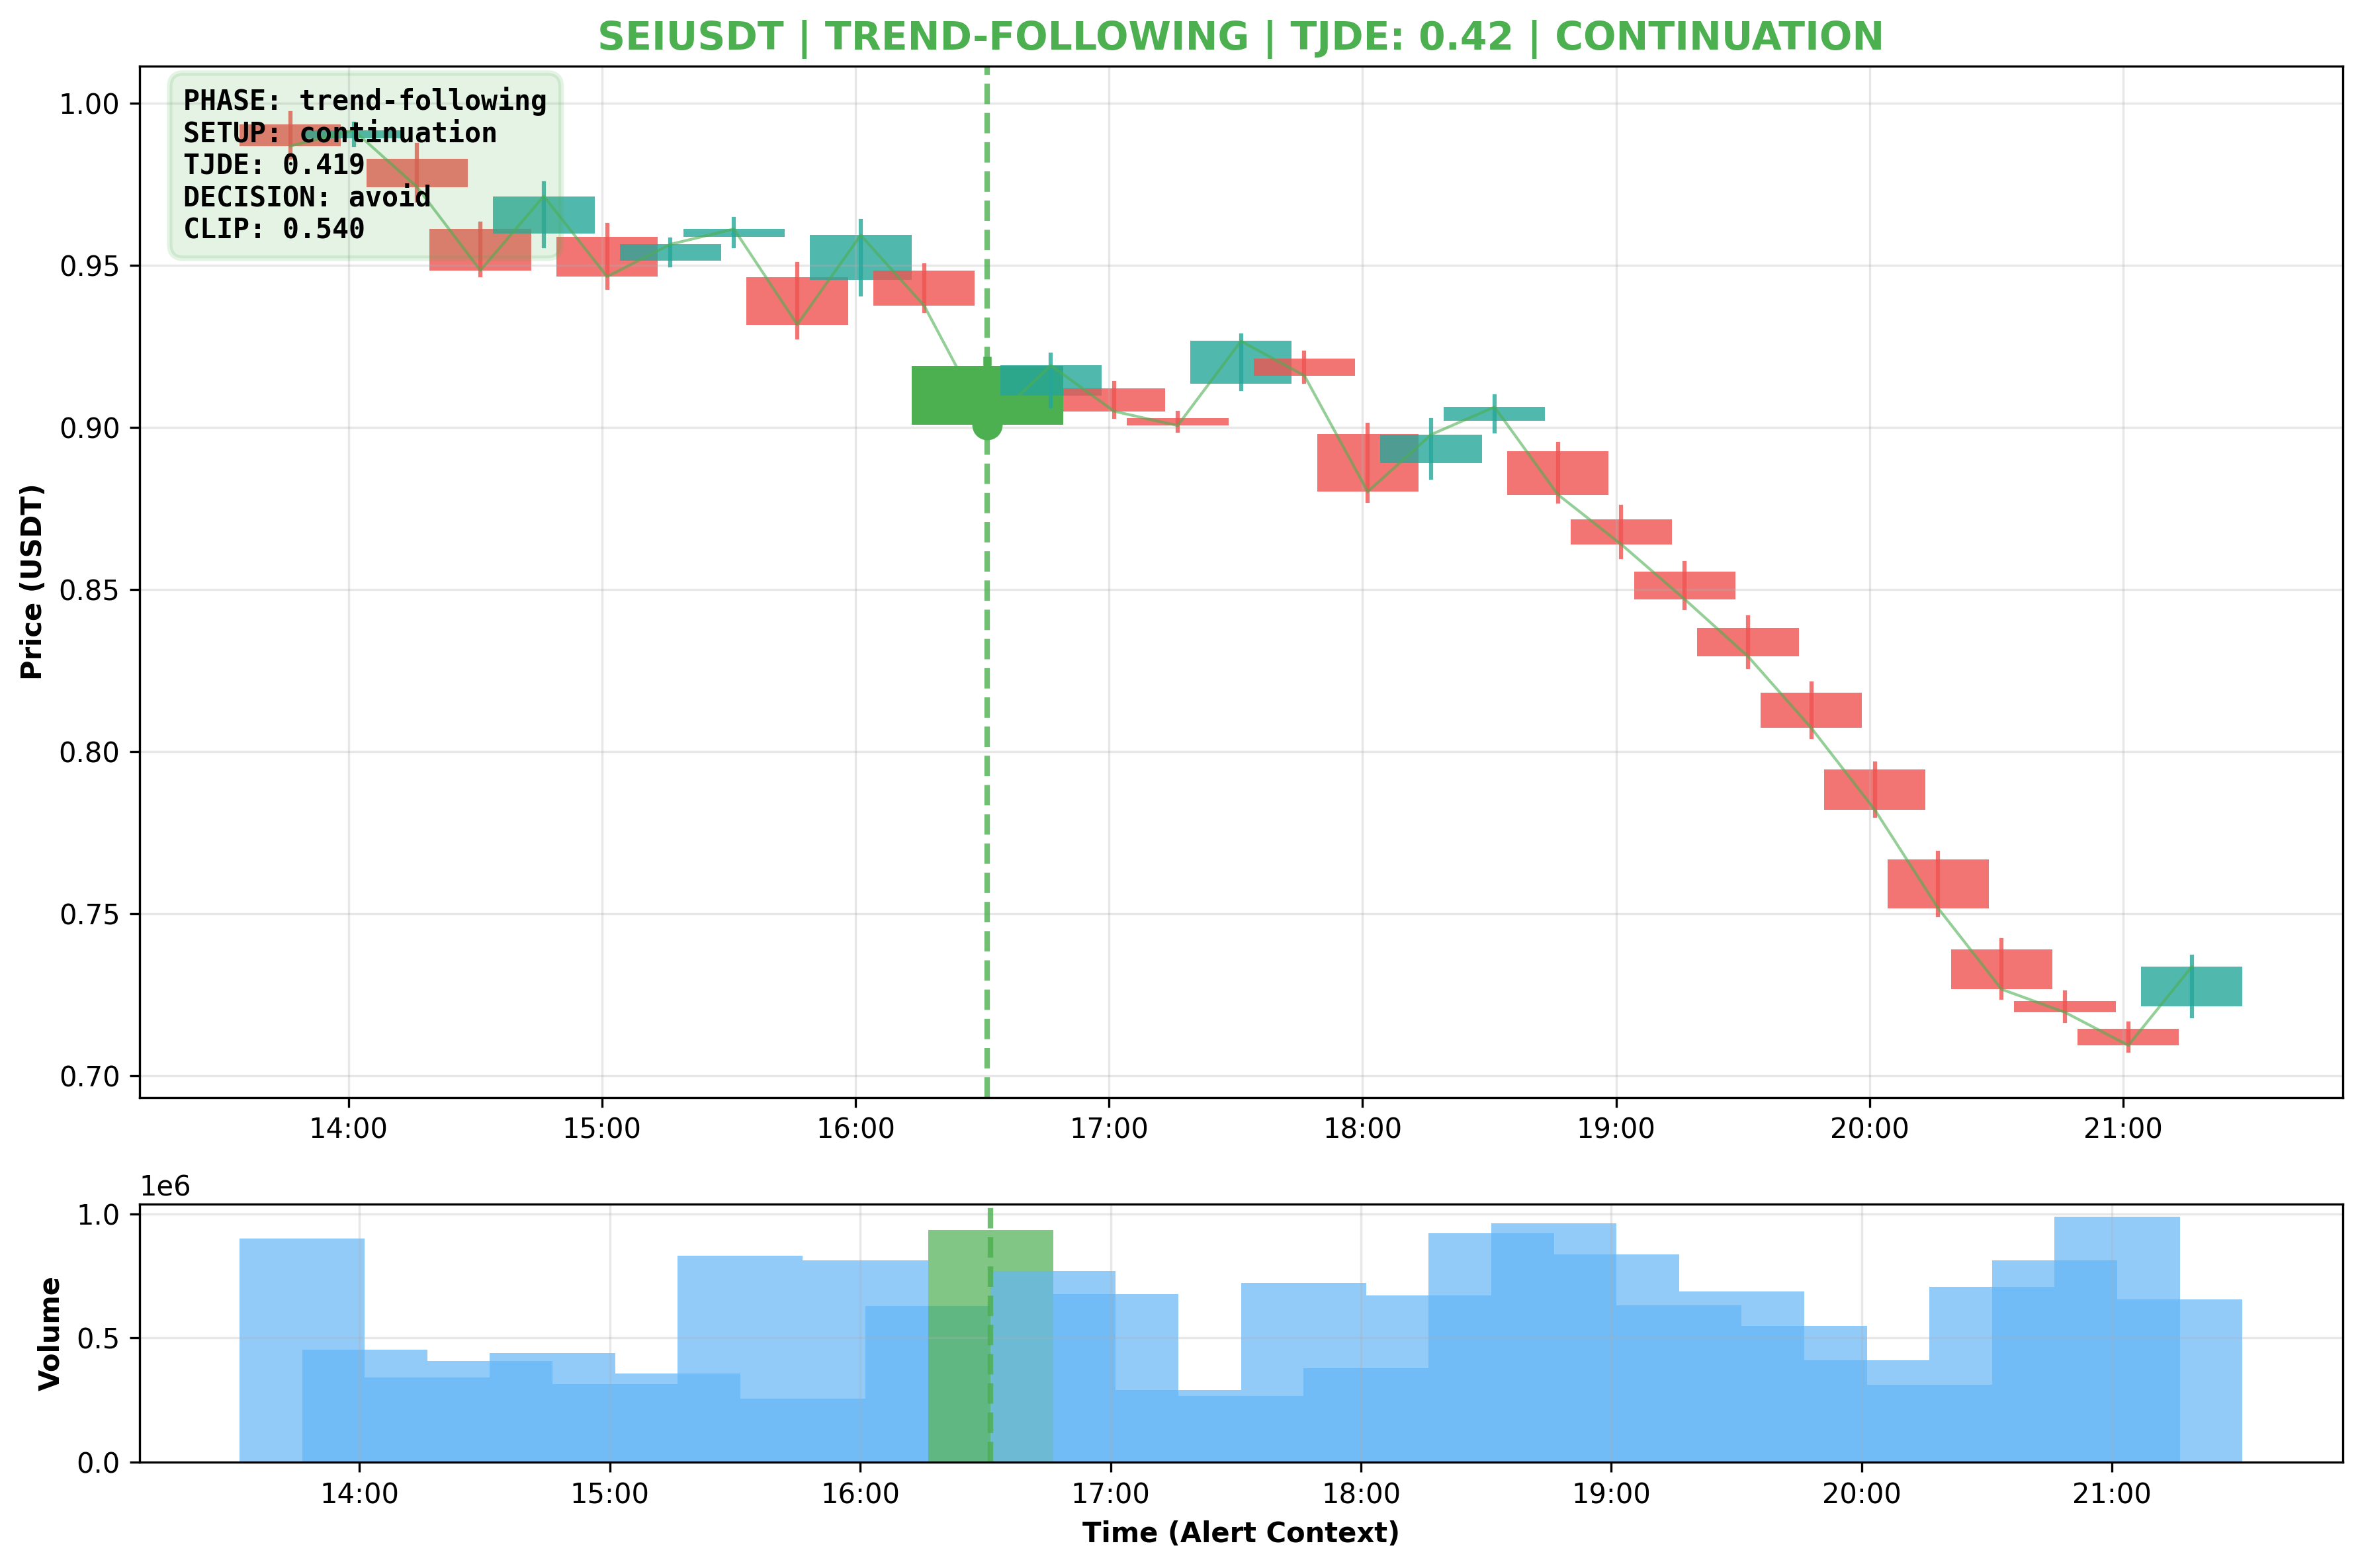 SEIUSDT | TREND-FOLLOWING | TJDE: 0.42 | CONTINUATION
PHASE: trend-following
SETUP: continuation
TJDE: 0.419
DECISION: avoid
CLIP: 0.540
Price (USDT)
1.00
0.95
0.90
0.85
0.80
0.75
0.70
14:00 15:00 16:00 17:00 18:00 19:00 20:00 21:00
1e6
Volume
1.0
0.5
0.0
14:00 15:00 16:00 17:00 18:00 19:00 20:00 21:00
Time (Alert Context)